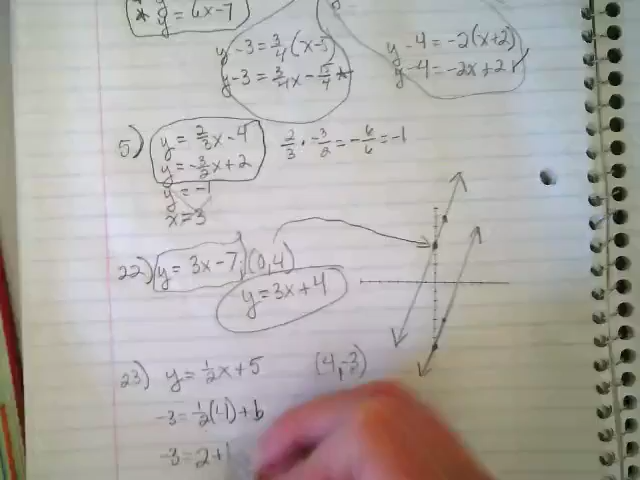 * y = 6x-7
y-3 = 3/4(x-5)
y-3 = 3/4x - 15/4 *
y-4 = -2(x+2)
y-4 = -2x+2
5) y = 2/3x-4
y = -3/2x+2
y = -1
x = 3
2/3 · -3/2 = -6/6 = -1
22) y = 3x-7; (0,4)
y = 3x+4
23) y = 1/2x+5 (4,-3)
-3 = 1/2(4)+b
-3 = 2+